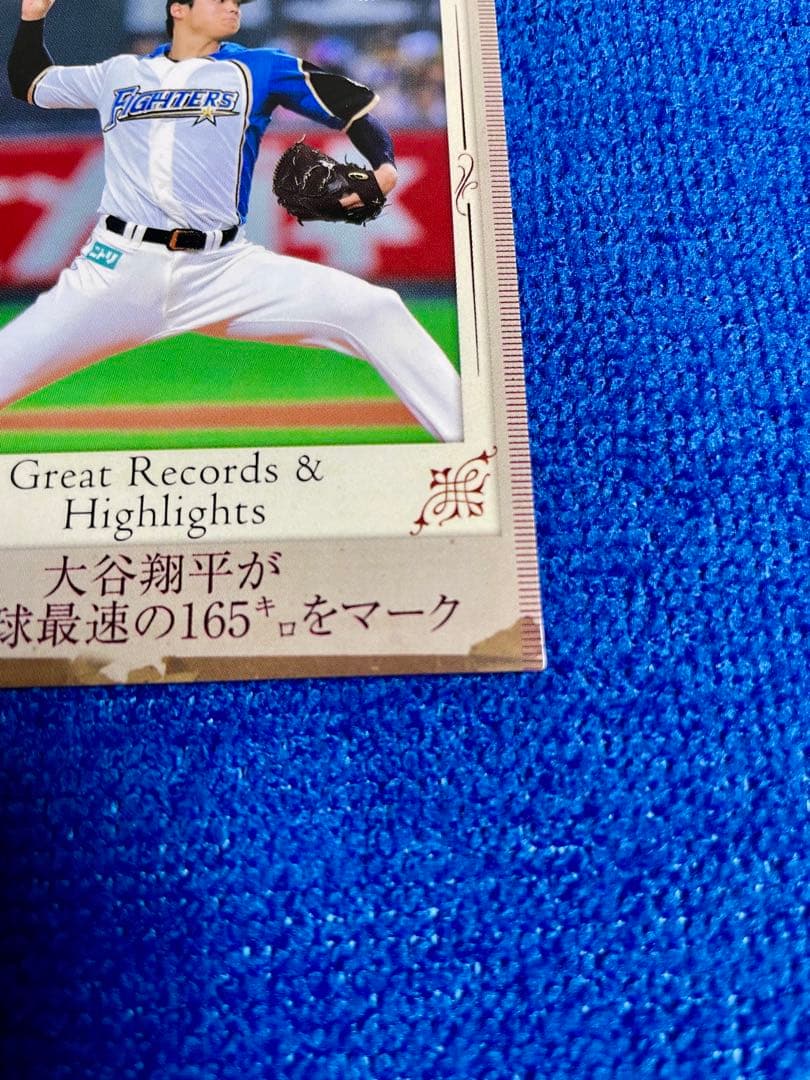 FIGHTERS
ニトリ
Great Records &
Highlights
大谷翔平が
球最速の165キロをマーク